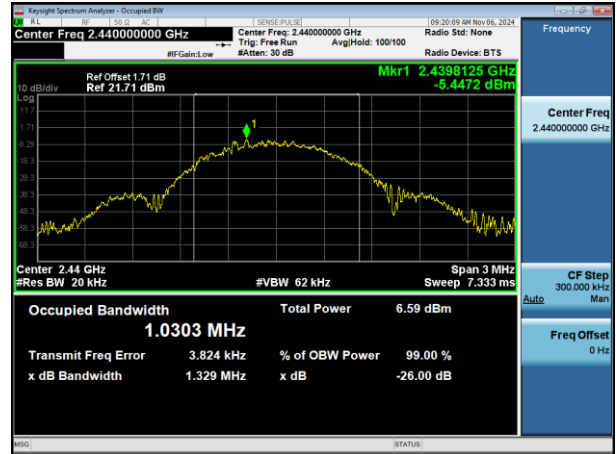 Keysight Spectrum Analyzer - Occupied BW
RL RF 50 Ω AC SENSE:PULSE 09:20:09 AM Nov 06, 2024
Center Freq 2.440000000 GHz Center Freq: 2.440000000 GHz Radio Std: None Frequency
Trig: Free Run Avg|Hold: 100/100
#IFGain:Low #Atten: 30 dB Radio Device: BTS
Ref Offset 1.71 dB Mkr1 2.4398125 GHz
10 dB/div Ref 21.71 dBm -5.4472 dBm
Log
11.7
1.71
1
-8.29
-18.3
-28.3
-38.3
-48.3
-58.3
-68.3
Center Freq
2.440000000 GHz
Center 2.44 GHz Span 3 MHz
#Res BW 20 kHz #VBW 62 kHz Sweep 7.333 ms
CF Step
300.000 kHz
Auto Man
Occupied Bandwidth Total Power 6.59 dBm
1.0303 MHz
Freq Offset
0 Hz
Transmit Freq Error 3.824 kHz % of OBW Power 99.00 %
x dB Bandwidth 1.329 MHz x dB -26.00 dB
MSG STATUS